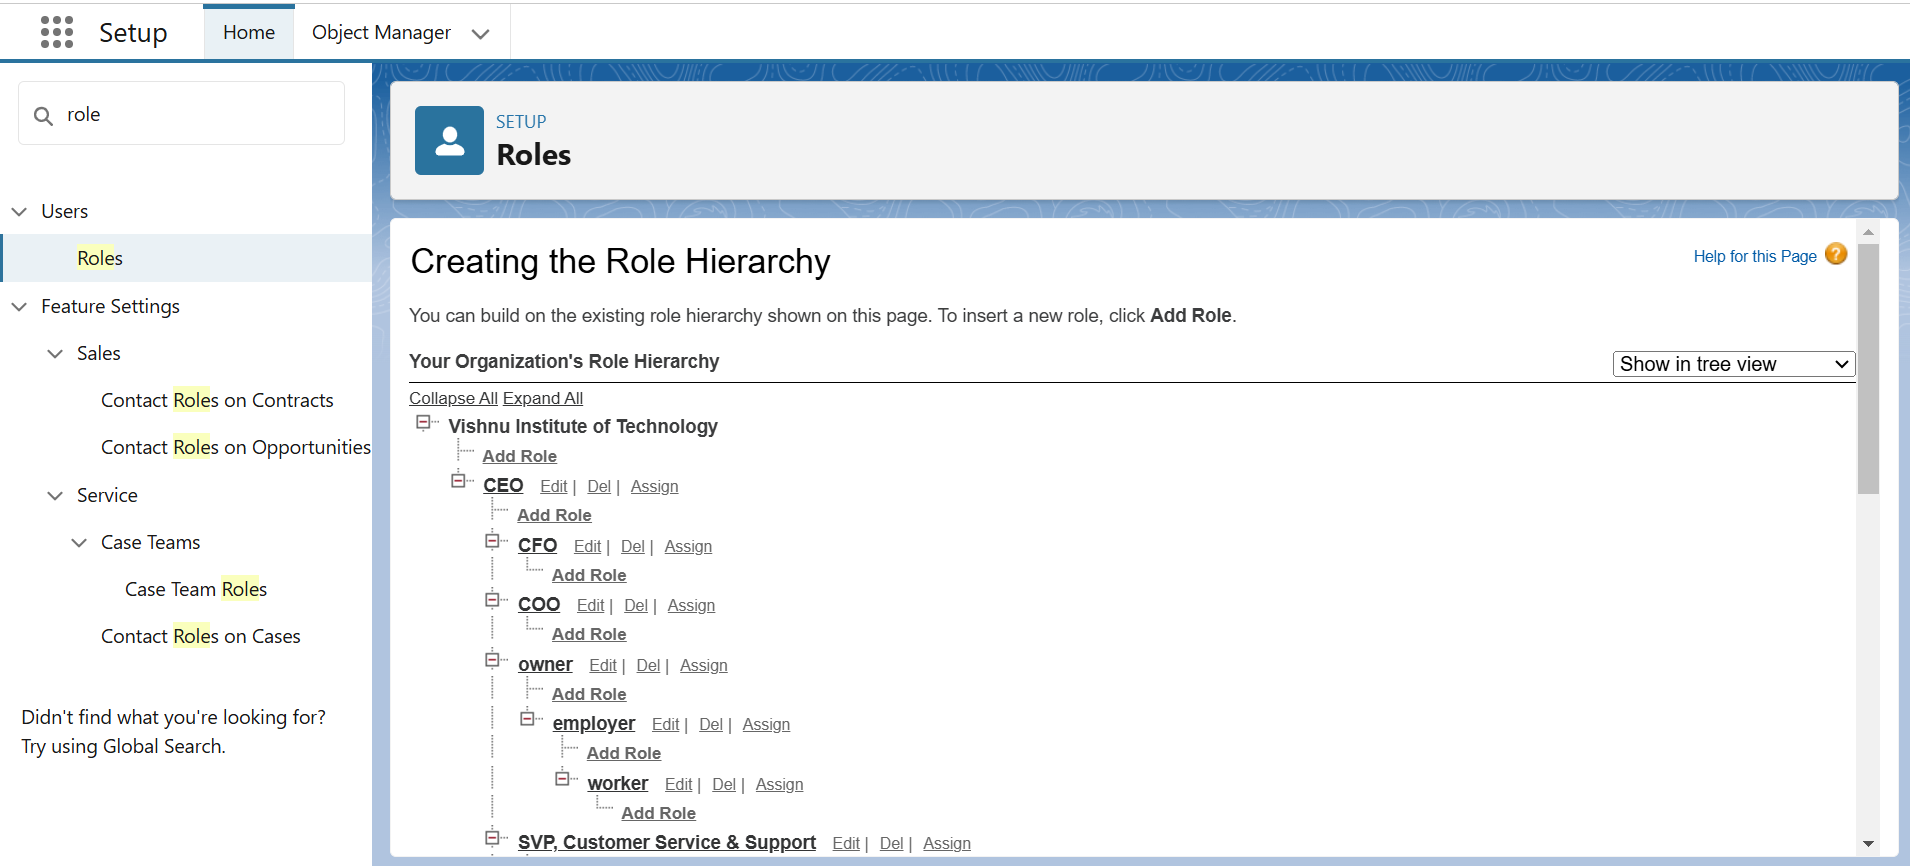 Setup Home Object Manager
role
Users
Roles
Feature Settings
Sales
Contact Roles on Contracts
Contact Roles on Opportunities
Service
Case Teams
Case Team Roles
Contact Roles on Cases
Didn't find what you're looking for?
Try using Global Search.
SETUP
Roles
Creating the Role Hierarchy
Help for this Page ?
You can build on the existing role hierarchy shown on this page. To insert a new role, click Add Role.
Your Organization's Role Hierarchy
Show in tree view
Collapse All Expand All
Vishnu Institute of Technology
Add Role
CEO Edit | Del | Assign
Add Role
CFO Edit | Del | Assign
Add Role
COO Edit | Del | Assign
Add Role
owner Edit | Del | Assign
Add Role
employer Edit | Del | Assign
Add Role
worker Edit | Del | Assign
Add Role
SVP, Customer Service & Support Edit | Del | Assign